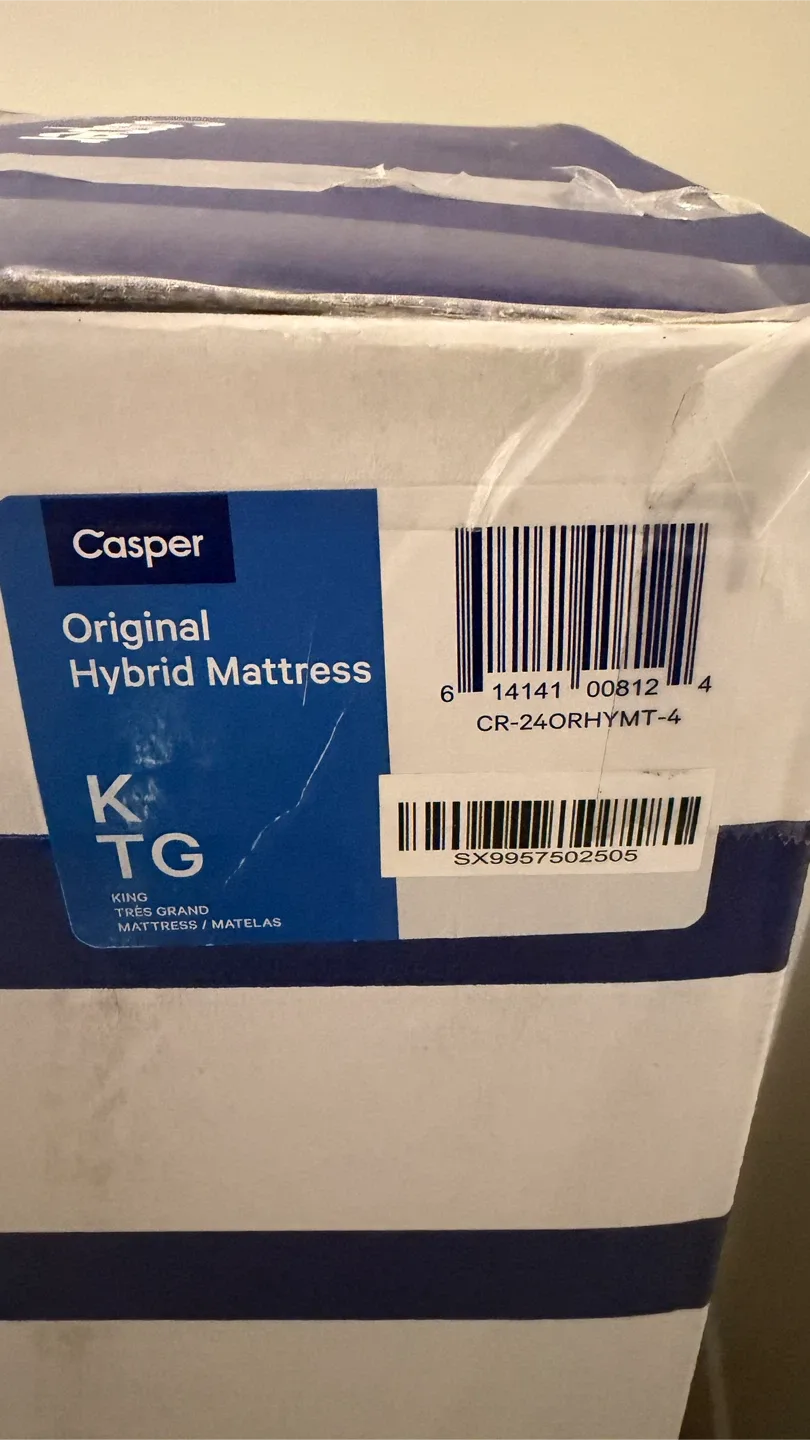 Casper
Original
Hybrid Mattress
K
TG
KING
TRÈS GRAND
MATTRESS / MATELAS
6 14141 00812 4
CR-24ORHYMT-4
SX9957502505